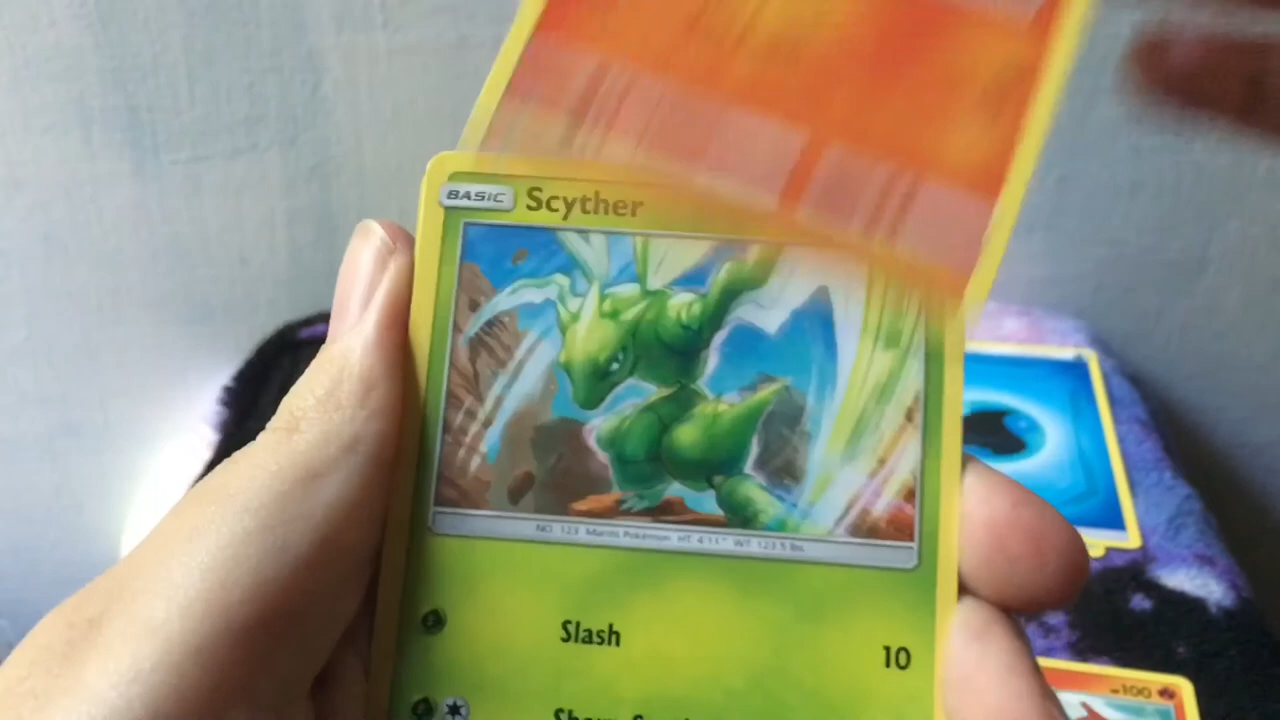 BASIC Scyther
NO. 123 Mantis Pokémon HT: 4'11" WT: 123.5 lbs.
Slash 10
100